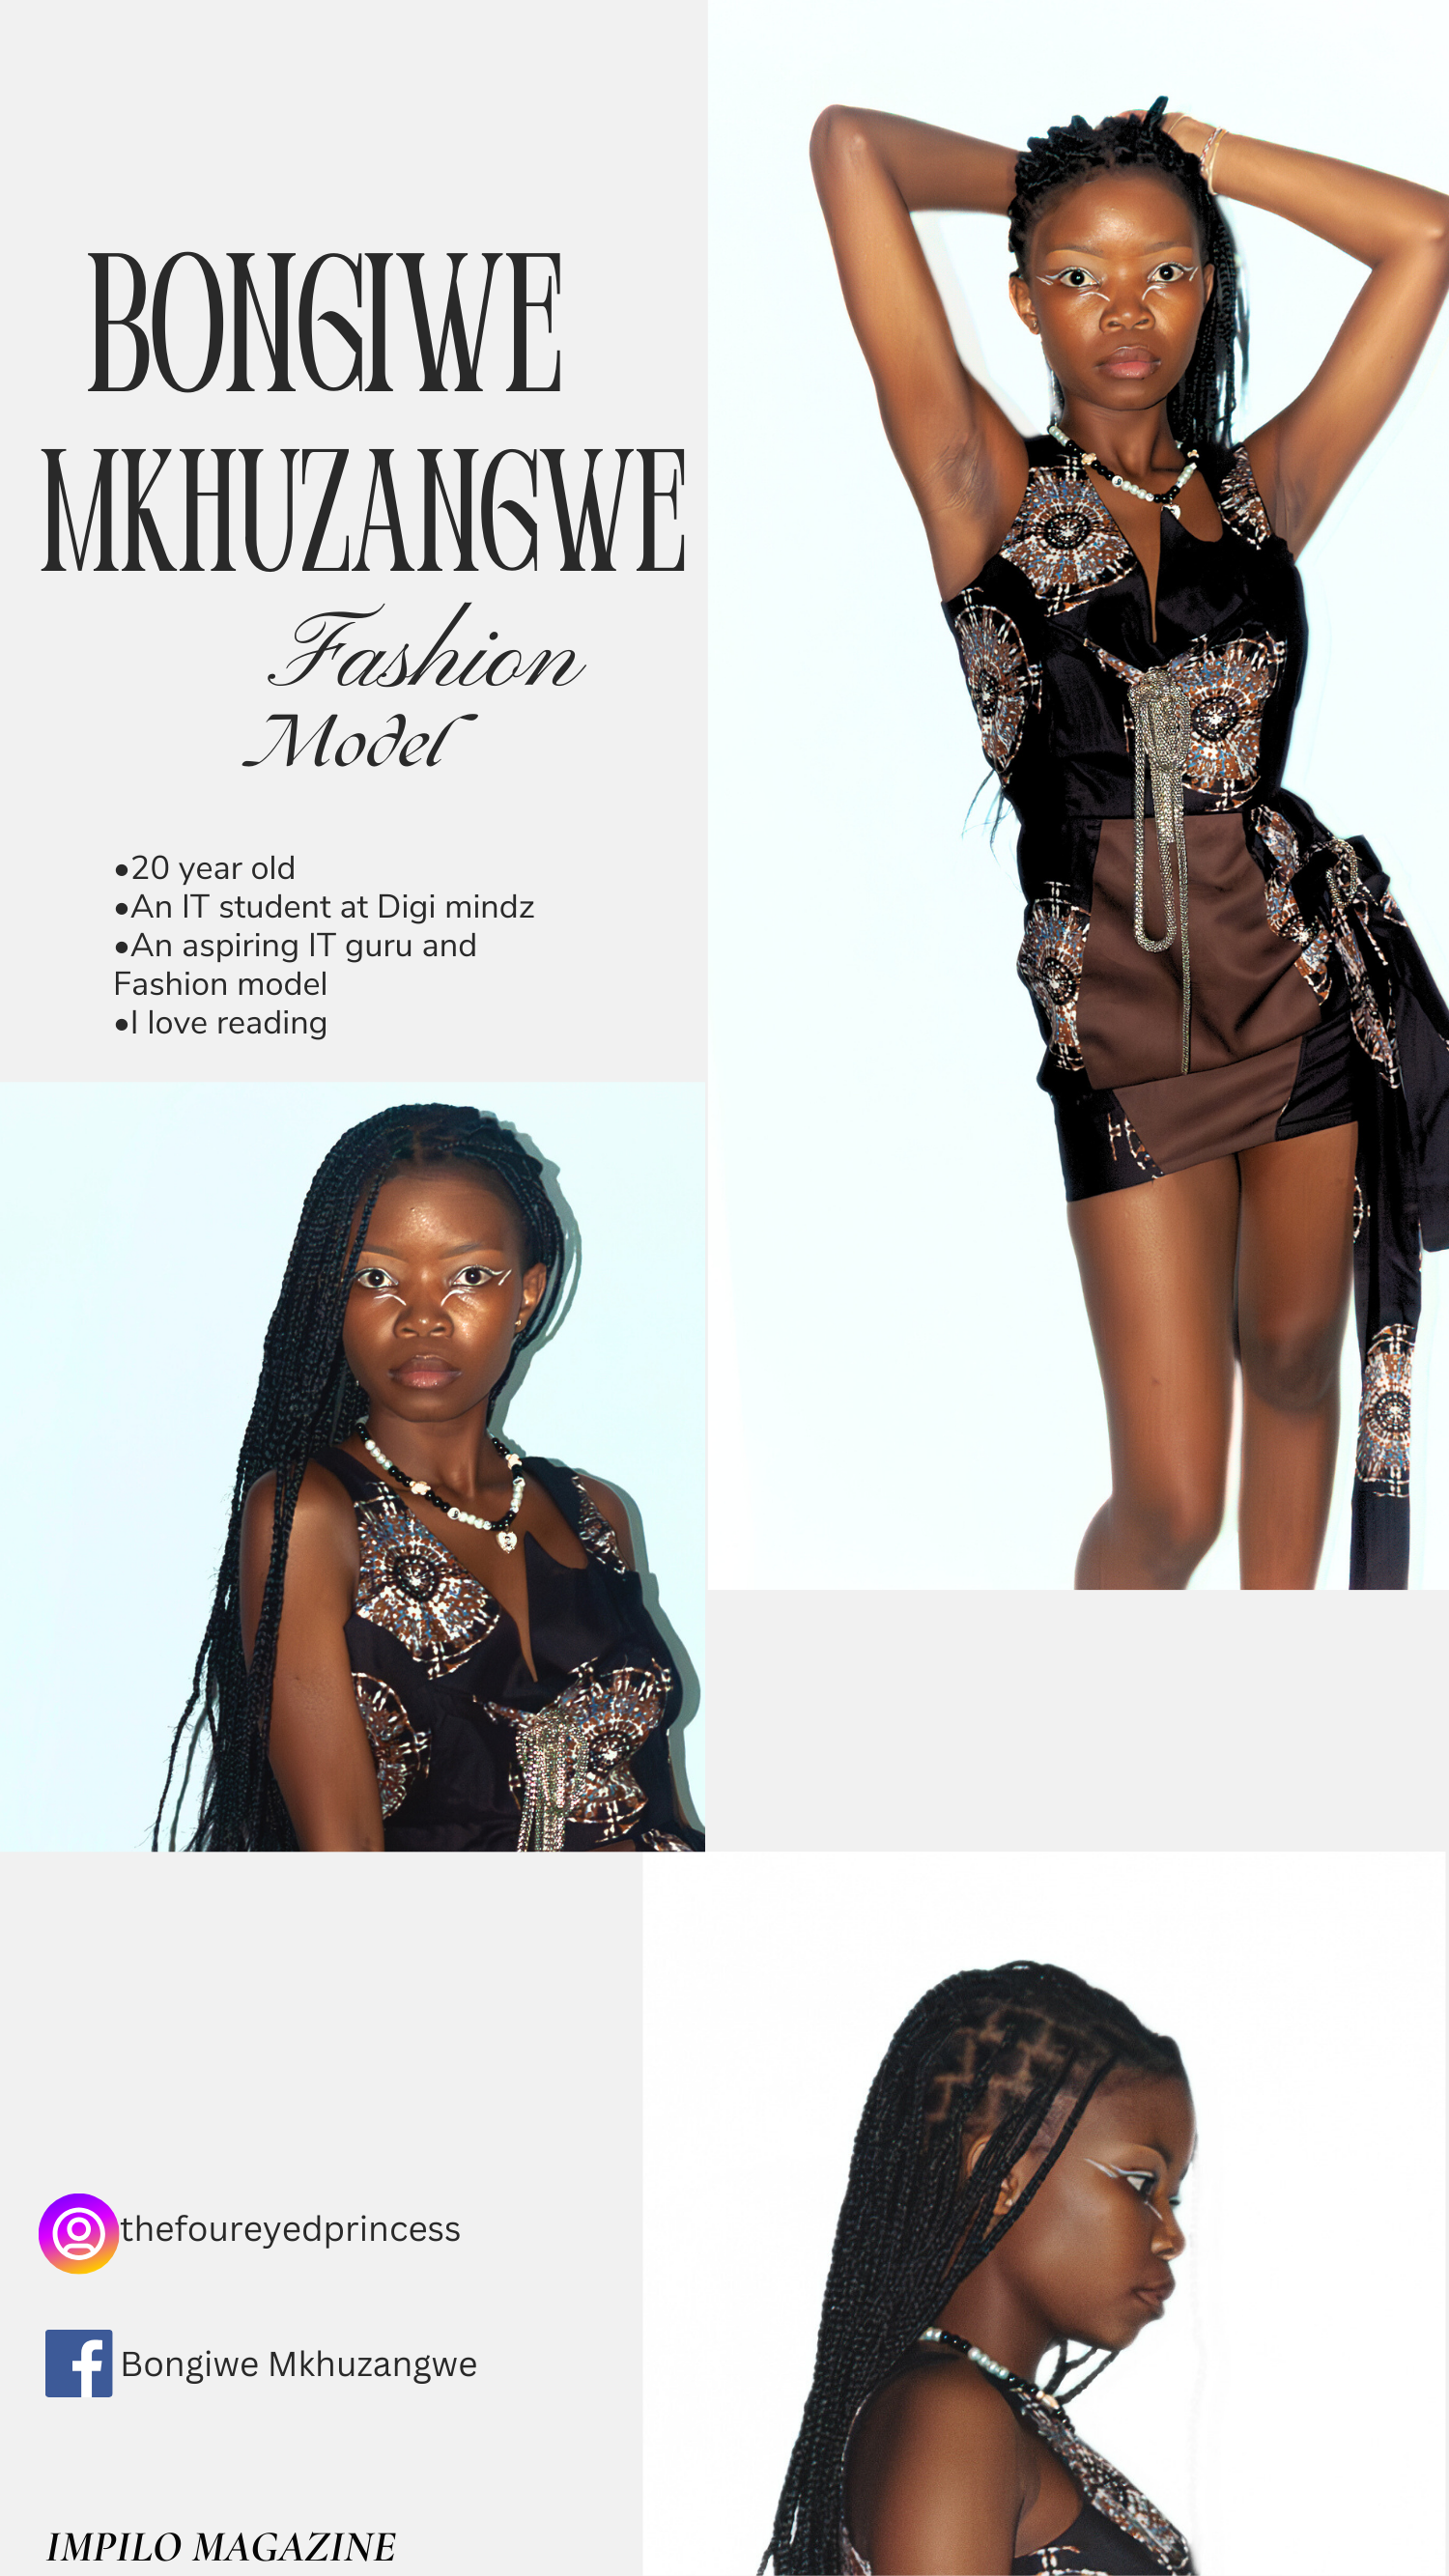 BONGIWE
MKHUZANGWE
Fashion
Model
•20 year old
•An IT student at Digi mindz
•An aspiring IT guru and
Fashion model
•I love reading
thefoureyedprincess
Bongiwe Mkhuzangwe
IMPILO MAGAZINE